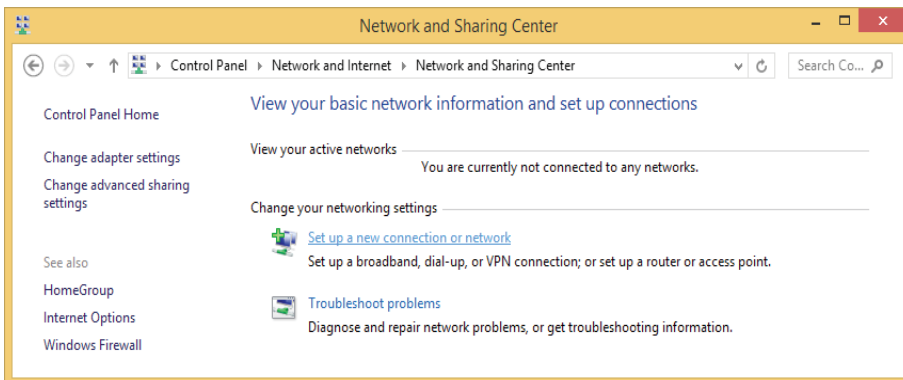 Network and Sharing Center
Control Panel Network and Internet Network and Sharing Center
Search Co...
Control Panel Home
Change adapter settings
Change advanced sharing
settings
See also
HomeGroup
Internet Options
Windows Firewall
View your basic network information and set up connections
View your active networks
You are currently not connected to any networks.
Change your networking settings
Set up a new connection or network
Set up a broadband, dial-up, or VPN connection; or set up a router or access point.
Troubleshoot problems
Diagnose and repair network problems, or get troubleshooting information.